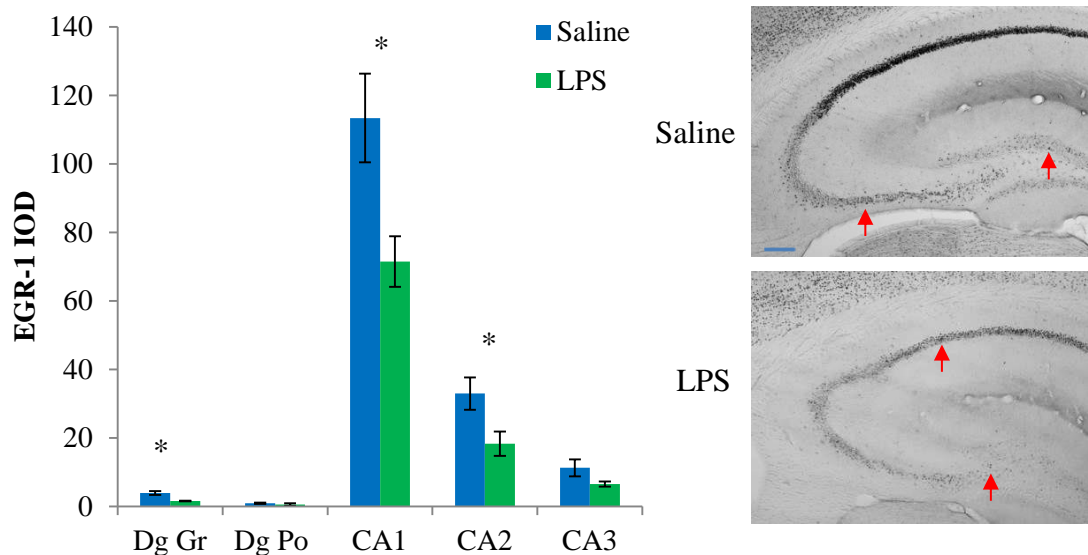 140
120
100
80
60
40
20
0
EGR-1 IOD
Saline
LPS
*
*
*
Dg Gr
Dg Po
CA1
CA2
CA3
Saline
LPS